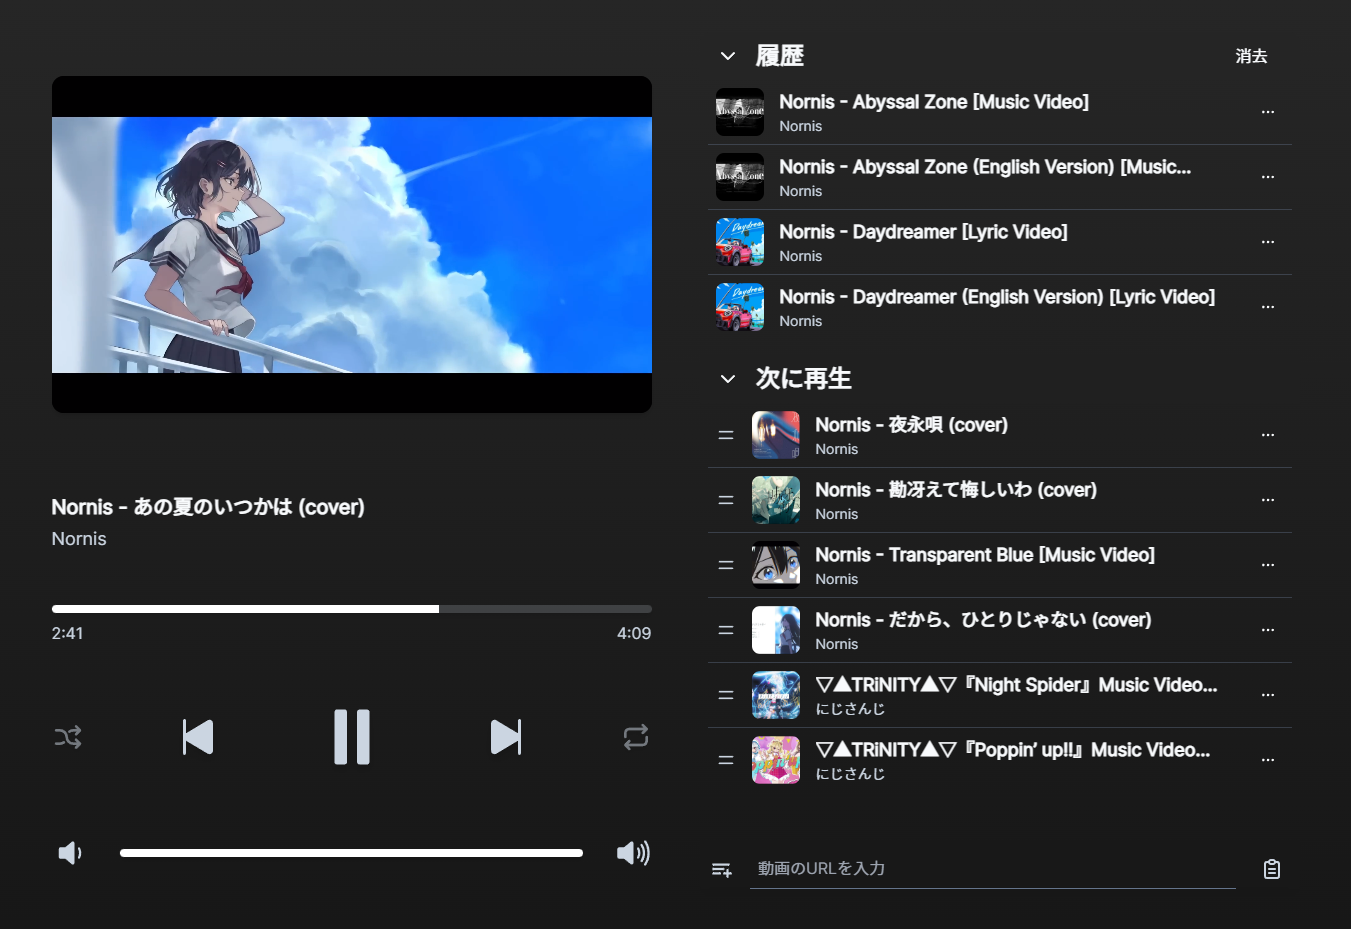 Nornis - あの夏のいつかは (cover)
Nornis
2:41
4:09
履歴
消去
Nornis - Abyssal Zone [Music Video]
Nornis
Nornis - Abyssal Zone (English Version) [Music...
Nornis
Nornis - Daydreamer [Lyric Video]
Nornis
Nornis - Daydreamer (English Version) [Lyric Video]
Nornis
次に再生
Nornis - 夜永唄 (cover)
Nornis
Nornis - 勘冴えて悔しいわ (cover)
Nornis
Nornis - Transparent Blue [Music Video]
Nornis
Nornis - だから、ひとりじゃない (cover)
Nornis
▽▲TRiNITY▲▽『Night Spider』Music Video...
にじさんじ
▽▲TRiNITY▲▽『Poppin’ up!!』Music Video...
にじさんじ
動画のURLを入力